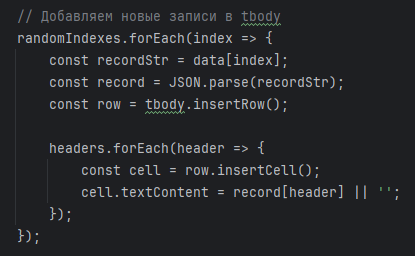 // Добавляем новые записи в tbody
randomIndexes.forEach(index => {
    const recordStr = data[index];
    const record = JSON.parse(recordStr);
    const row = tbody.insertRow();

    headers.forEach(header => {
        const cell = row.insertCell();
        cell.textContent = record[header] || '';
    });
});